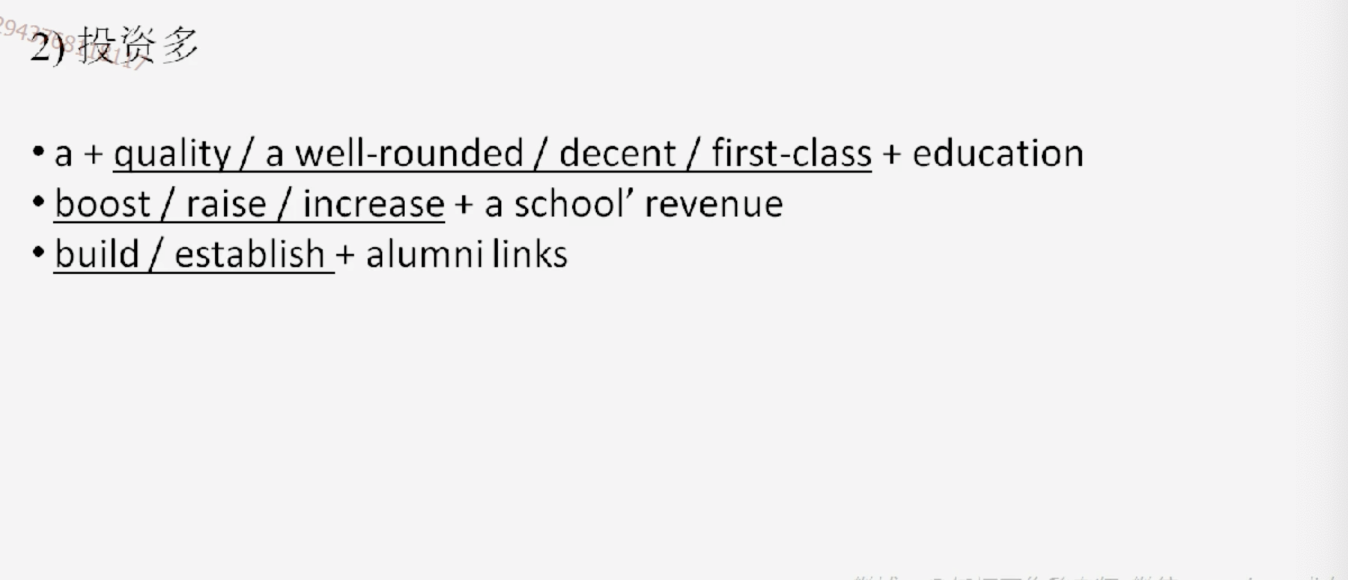 2) 投资多
• a + quality / a well-rounded / decent / first-class + education
• boost / raise / increase + a school’ revenue
• build / establish + alumni links